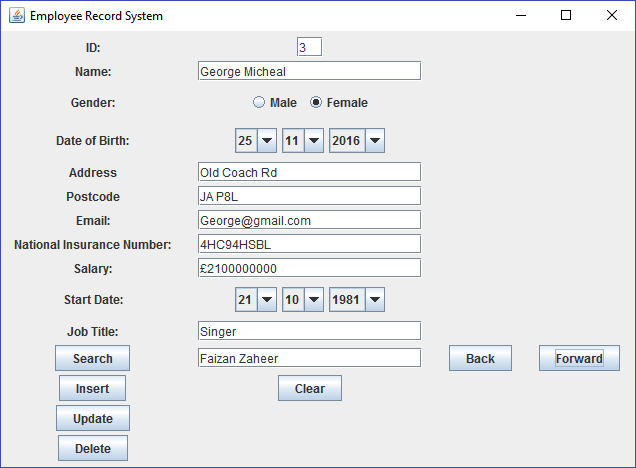 Employee Record System
ID: 3
Name: George Micheal
Gender: Male Female
Date of Birth: 25 11 2016
Address Old Coach Rd
Postcode JA P8L
Email: George@gmail.com
National Insurance Number: 4HC94HSBL
Salary: £2100000000
Start Date: 21 10 1981
Job Title: Singer
Search Faizan Zaheer Back Forward
Insert Clear
Update
Delete